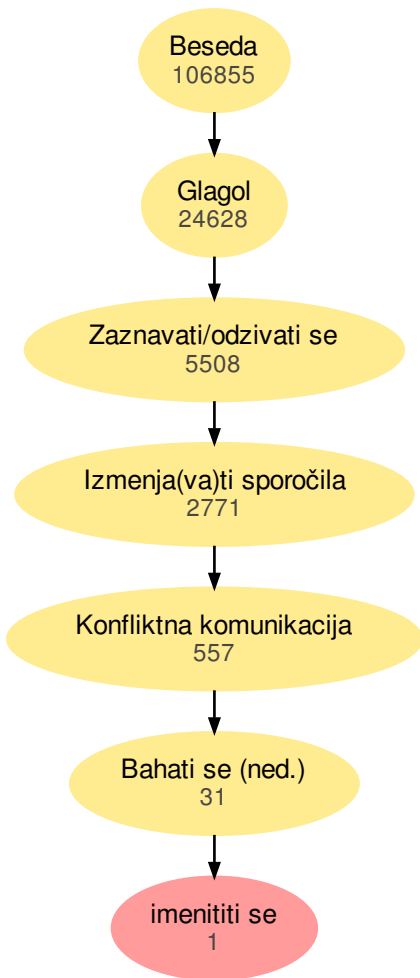 Beseda
106855
Glagol
24628
Zaznavati/odzivati se
5508
Izmenja(va)ti sporočila
2771
Konfliktna komunikacija
557
Bahati se (ned.)
31
imenititi se
1